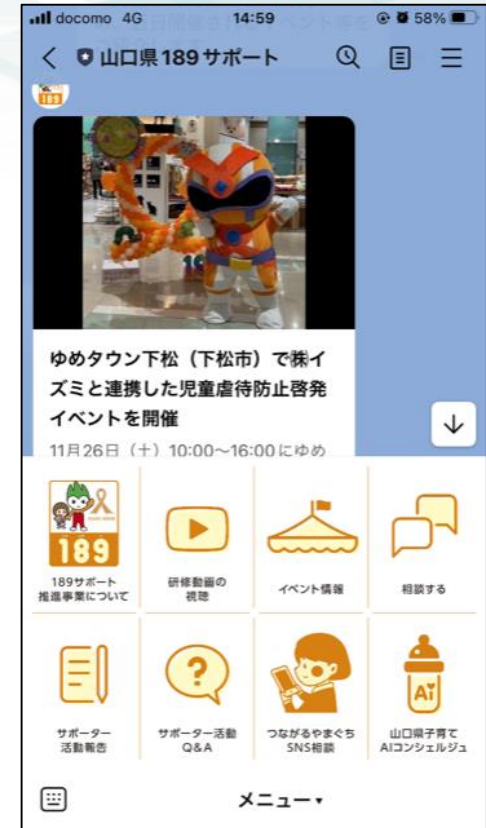 docomo 4G 14:59 58%
山口県189サポート
189
ゆめタウン下松（下松市）で㈱イ
ズミと連携した児童虐待防止啓発
イベントを開催
11月26日（土）10:00～16:00にゆめ
189
189サポート
推進事業について
研修動画の
視聴
イベント情報
相談する
サポーター
活動報告
サポーター活動
Q&A
つながるやまぐち
SNS相談
Ai
山口県子育て
AIコンシェルジュ
メニュー▾